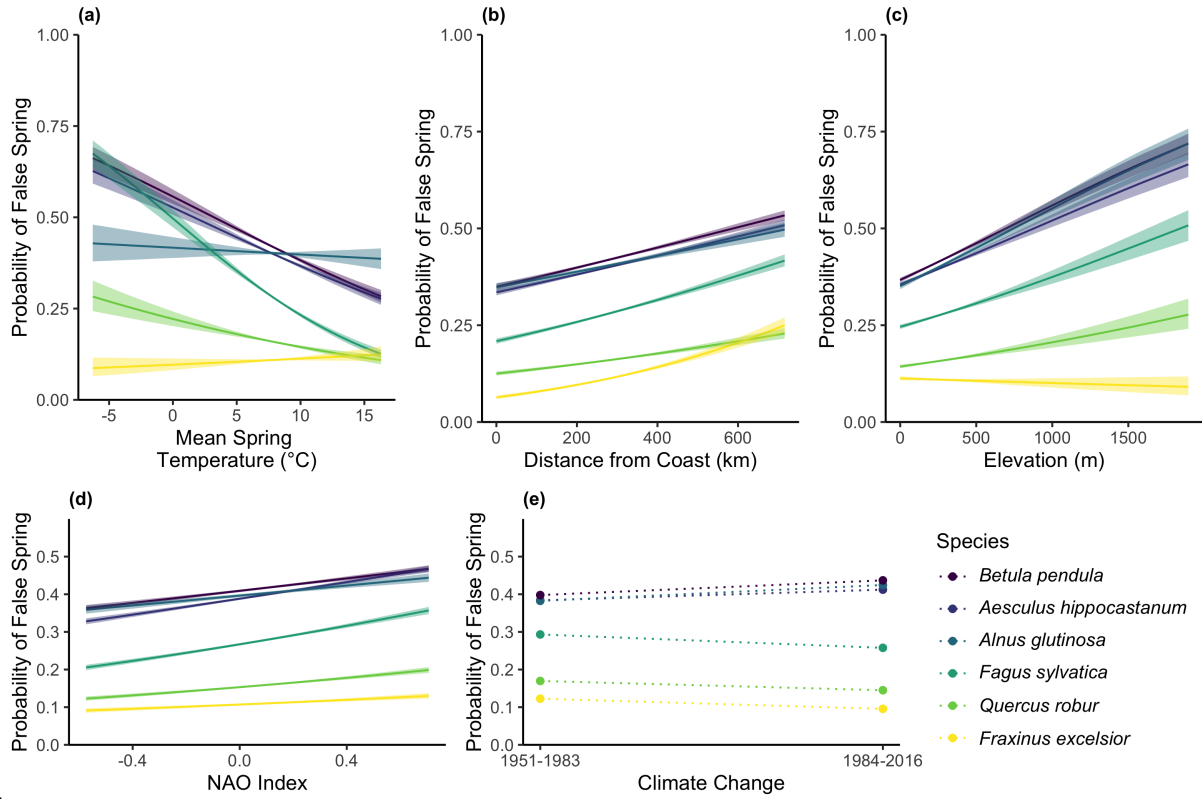 (a)
Probability of False Spring
1.00
0.75
0.50
0.25
0.00
-5
0
5
10
15
Mean Spring
Temperature (°C)
(b)
Probability of False Spring
1.00
0.75
0.50
0.25
0.00
0
200
400
600
Distance from Coast (km)
(c)
Probability of False Spring
1.00
0.75
0.50
0.25
0.00
0
500
1000
1500
Elevation (m)
(d)
Probability of False Spring
0.5
0.4
0.3
0.2
0.1
0.0
-0.4
0.0
0.4
NAO Index
(e)
Probability of False Spring
0.5
0.4
0.3
0.2
0.1
0.0
1951-1983
1984-2016
Climate Change
Species
Betula pendula
Aesculus hippocastanum
Alnus glutinosa
Fagus sylvatica
Quercus robur
Fraxinus excelsior